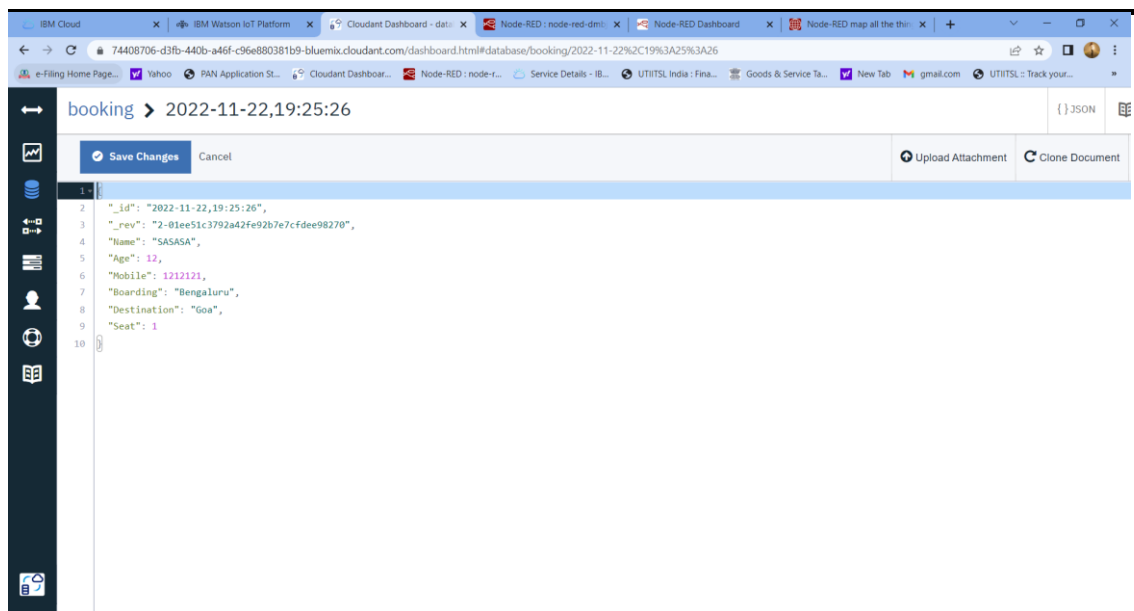 IBM Cloud
IBM Watson IoT Platform
Cloudant Dashboard - data
Node-RED : node-red-dmb
Node-RED Dashboard
Node-RED map all the thin
74408706-d3fb-440b-a46f-c96e880381b9-bluemix.cloudant.com/dashboard.html#database/booking/2022-11-22%2C19%3A25%3A26
e-Filing Home Page...
Yahoo
PAN Application St...
Cloudant Dashboar...
Node-RED : node-r...
Service Details - IB...
UTIITSL India : Fina...
Goods & Service Ta...
New Tab
gmail.com
UTIITSL :: Track your...
»
booking > 2022-11-22,19:25:26
{ } JSON
Save Changes
Cancel
Upload Attachment
Clone Document
1 {
2 "_id": "2022-11-22,19:25:26",
3 "_rev": "2-01ee51c3792a42fe92b7e7cfdee98270",
4 "Name": "SASASA",
5 "Age": 12,
6 "Mobile": 1212121,
7 "Boarding": "Bengaluru",
8 "Destination": "Goa",
9 "Seat": 1
10 }